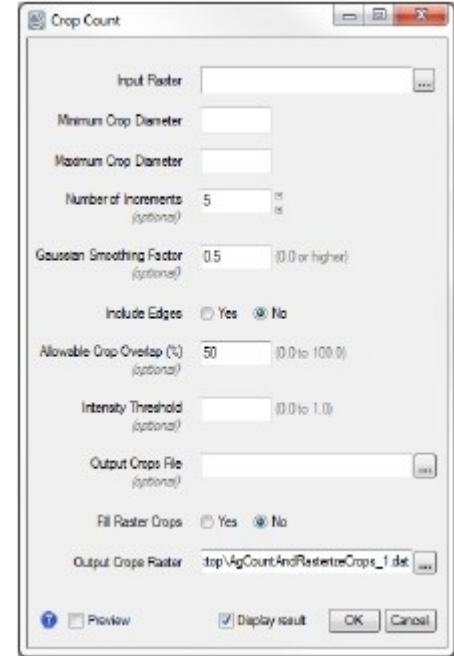 Crop Count
Input Raster
...
Minimum Crop Diameter
Maximum Crop Diameter
Number of Increments 5
(optional)
Gaussian Smoothing Factor 0.5 (0.0 or higher)
(optional)
Include Edges Yes No
Allowable Crop Overlap (%) 50 (0.0 to 100.0)
(optional)
Intensity Threshold (0.0 to 1.0)
(optional)
Output Crops File ...
(optional)
Fill Raster Crops Yes No
Output Crops Raster :top\AgCountAndRasterizeCrops_1.dat ...
? Preview Display result OK Cancel